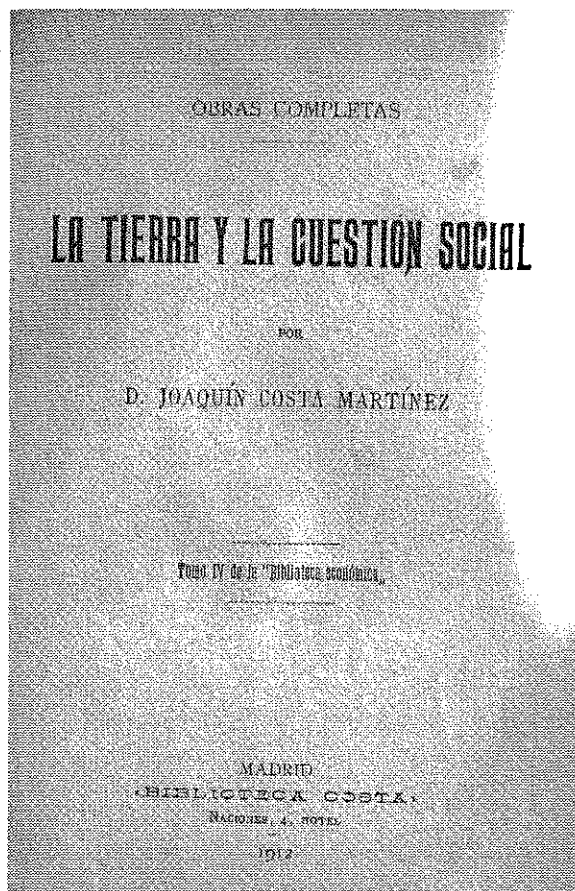 OBRAS COMPLETAS
LA TIERRA Y LA CUESTION SOCIAL
POR
D. JOAQUÍN COSTA MARTÍNEZ
Tomo IV de la "Biblioteca económica„
MADRID
«BIBLIOTECA COSTA»
NACIONES, 4, HOTEL
1912